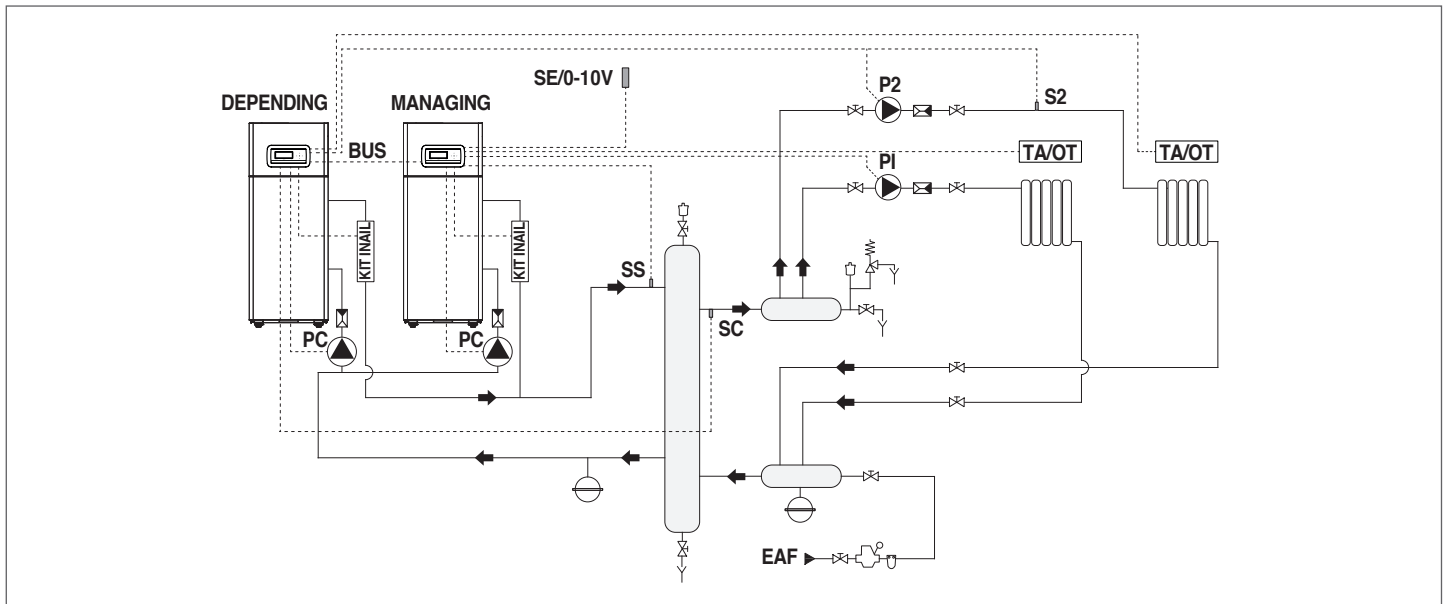 SE/0-10V
P2
DEPENDING
MANAGING
S2
BUS
TA/OT
TA/OT
P1
KIT INAIL
KIT INAIL
SS
SC
PC
PC
EAF